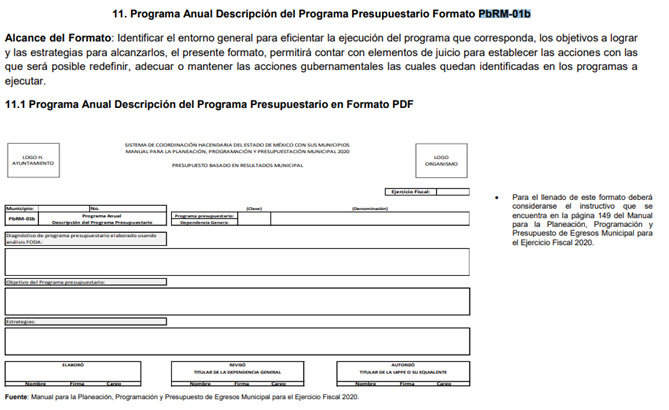 11. Programa Anual Descripción del Programa Presupuestario Formato PbRM-01b
Alcance del Formato: Identificar el entorno general para eficientar la ejecución del programa que corresponda, los objetivos a lograr
y las estrategias para alcanzarlos, el presente formato, permitirá contar con elementos de juicio para establecer las acciones con las
que será posible redefinir, adecuar o mantener las acciones gubernamentales las cuales quedan identificadas en los programas a
ejecutar.
11.1 Programa Anual Descripción del Programa Presupuestario en Formato PDF
LOGO H.
AYUNTAMIENTO
SISTEMA DE COORDINACIÓN HACENDARIA DEL ESTADO DE MÉXICO CON SUS MUNICIPIOS
MANUAL PARA LA PLANEACIÓN, PROGRAMACIÓN Y PRESUPUESTACIÓN MUNICIPAL 2020
PRESUPUESTO BASADO EN RESULTADOS MUNICIPAL
LOGO
ORGANISMO
Ejercicio Fiscal:
Municipio: No.
PbRM-01b
Programa Anual
Descripción del Programa Presupuestario
(Clave) (Denominación)
Programa presupuestario:
Dependencia General:
Diagnóstico de programa presupuestario elaborado usando
análisis FODA:
Objetivo del Programa presupuestario:
Estrategias:
ELABORÓ
Nombre Firma Cargo
REVISÓ
TITULAR DE LA DEPENDENCIA GENERAL
Nombre Firma Cargo
AUTORIZÓ
TITULAR DE LA UIPPE O SU EQUIVALENTE
Nombre Firma Cargo
• Para el llenado de este formato deberá
considerarse el instructivo que se
encuentra en la página 149 del Manual
para la Planeación, Programación y
Presupuesto de Egresos Municipal para
el Ejercicio Fiscal 2020.
Fuente: Manual para la Planeación, Programación y Presupuesto de Egresos Municipal para el Ejercicio Fiscal 2020.